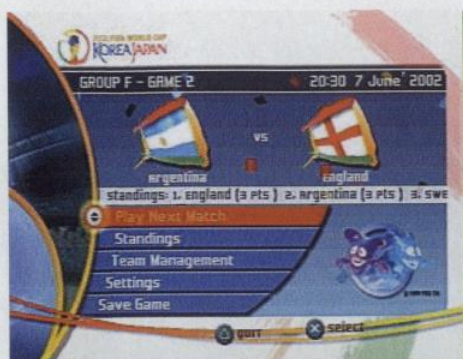 2002 FIFA WORLD CUP
KOREA JAPAN
GROUP F - GAME 2
20:30 7 June' 2002
Argentina
vs
England
standings: 1. England (3 Pts ) 2. Argentina (3 Pts ) 3. SWE
Play Next Match
Standings
Team Management
Settings
Save Game
quit
select